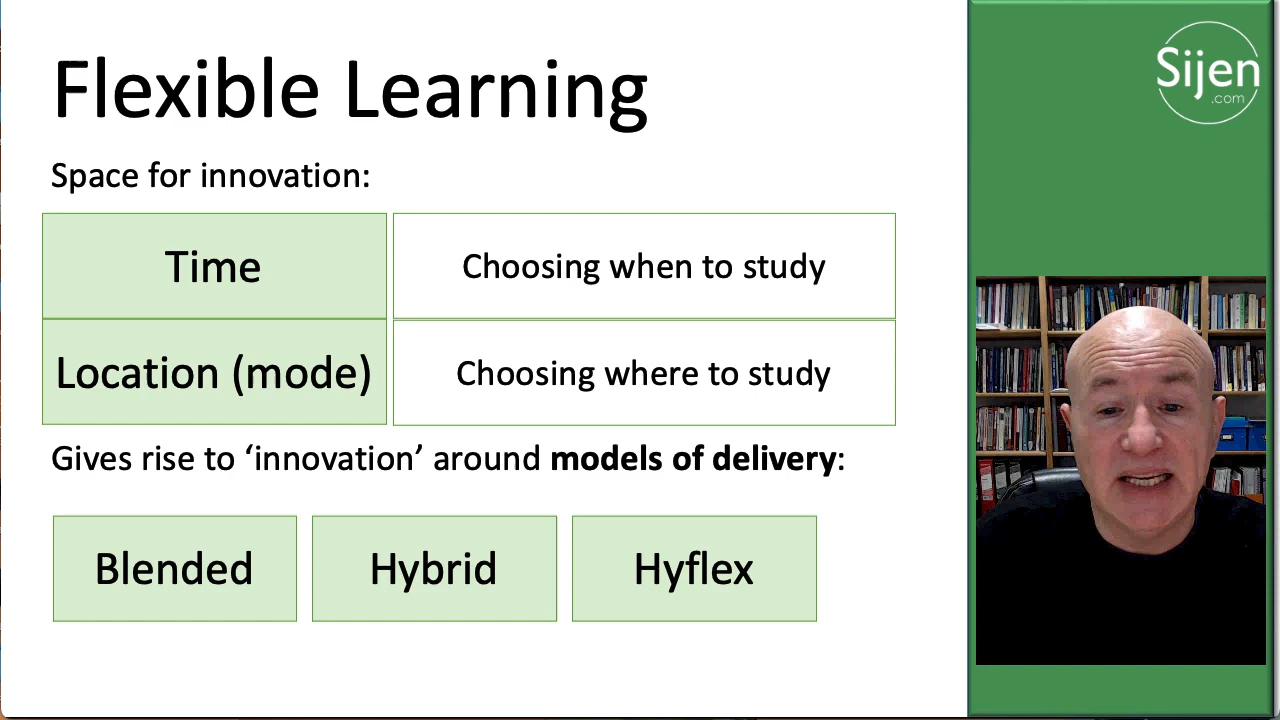 Flexible Learning
Space for innovation:
Time
Choosing when to study
Location (mode)
Choosing where to study
Gives rise to ‘innovation’ around models of delivery:
Blended
Hybrid
Hyflex
Sijen
.com